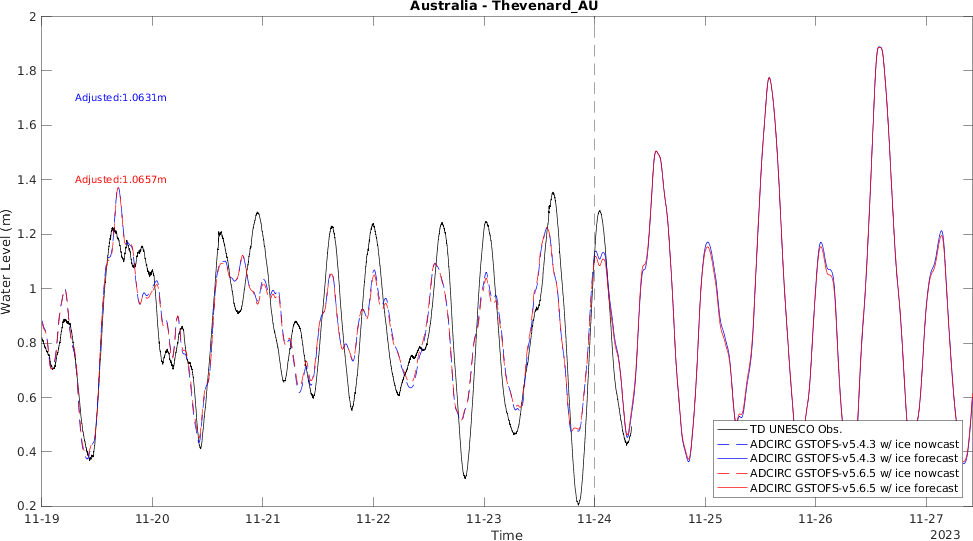 Australia - Thevenard_AU
2
1.8
1.6
1.4
1.2
1
0.8
0.6
0.4
0.2
Water Level (m)
Adjusted:1.0631m
Adjusted:1.0657m
TD UNESCO Obs.
ADCIRC GSTOFS-v5.4.3 w/ ice nowcast
ADCIRC GSTOFS-v5.4.3 w/ ice forecast
ADCIRC GSTOFS-v5.6.5 w/ ice nowcast
ADCIRC GSTOFS-v5.6.5 w/ ice forecast
11-19 11-20 11-21 11-22 11-23 11-24 11-25 11-26 11-27
Time
2023